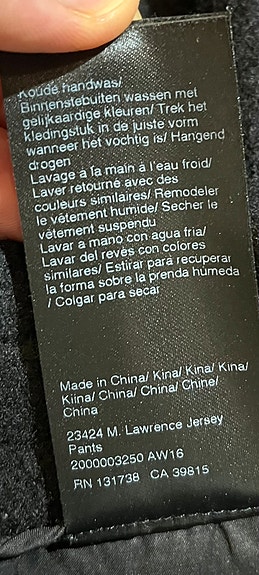 Koude handwas/
Binnenstebuiten wassen met
gelijkaardige kleuren/ Trek het
kledingstuk in de juiste vorm
wanneer het vochtig is/ Hangend
drogen
Lavage à la main à l'eau froid/
Laver retourné avec des
couleurs similaires/ Remodeler
le vêtement humide/ Secher le
vêtement suspendu
Lavar a mano con agua fria/
Lavar del revés con colores
similares/ Estirar para recuperar
la forma sobre la prenda húmeda
/ Colgar para secar
Made in China/ Kina/ Kina/ Kina/
Kiina/ China/ China/ Chine/
China
23424 M. Lawrence Jersey
Pants
2000003250 AW16
RN 131738 CA 39815